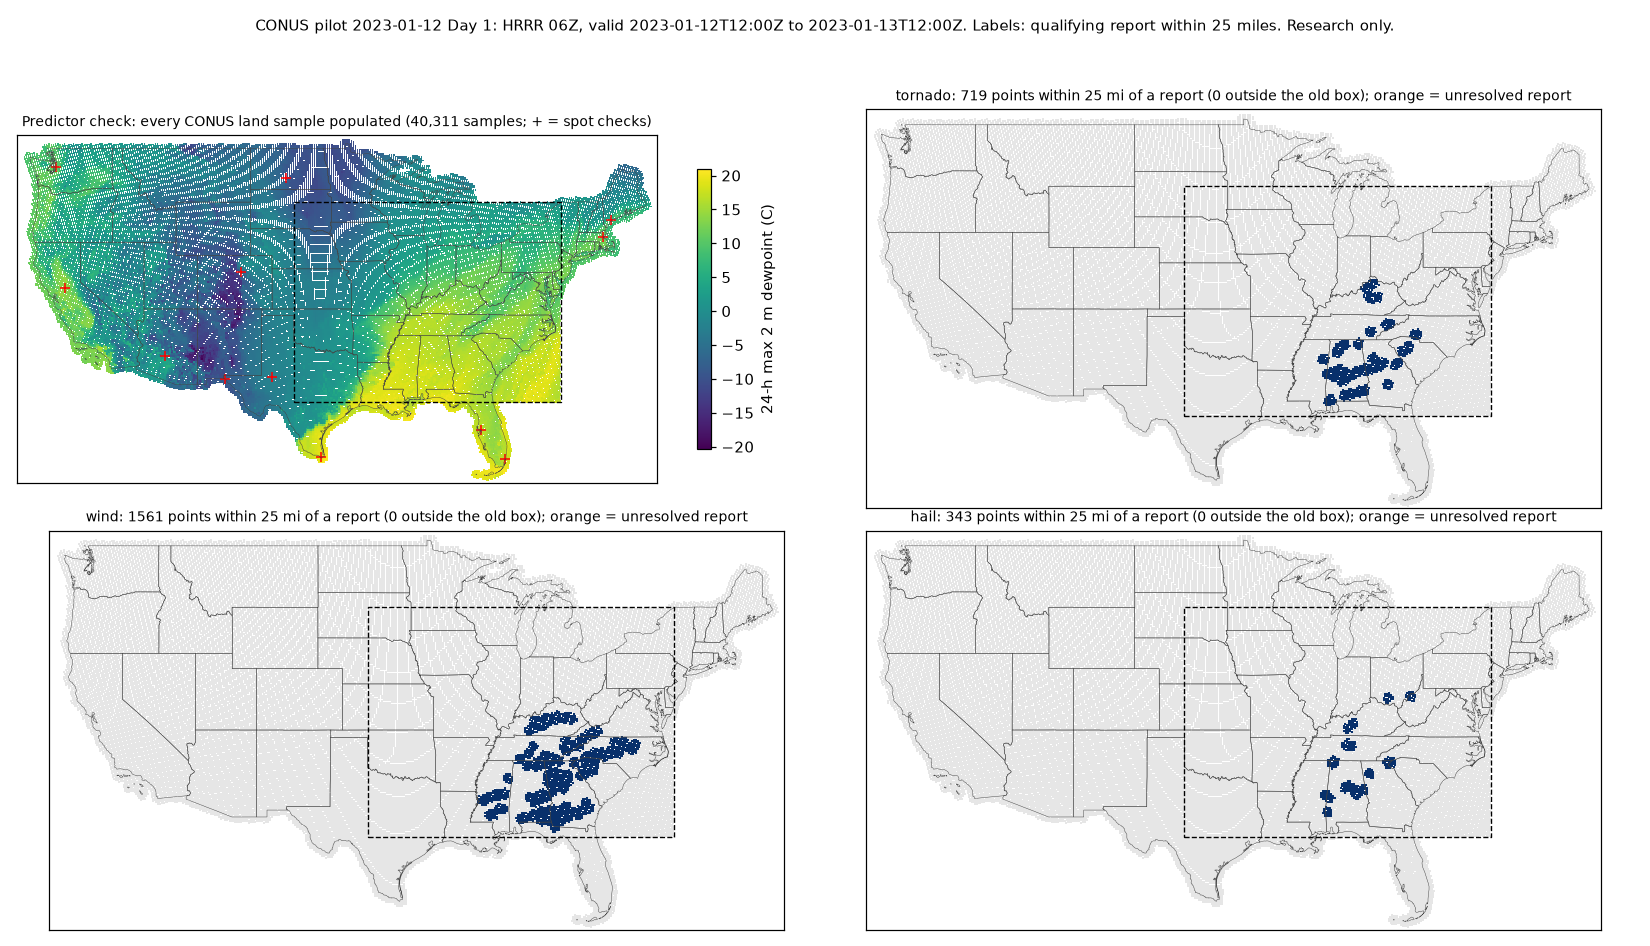 CONUS pilot 2023-01-12 Day 1: HRRR 06Z, valid 2023-01-12T12:00Z to 2023-01-13T12:00Z. Labels: qualifying report within 25 miles. Research only.
Predictor check: every CONUS land sample populated (40,311 samples; + = spot checks)
20
15
10
5
0
−5
−10
−15
−20
24-h max 2 m dewpoint (C)
tornado: 719 points within 25 mi of a report (0 outside the old box); orange = unresolved report
wind: 1561 points within 25 mi of a report (0 outside the old box); orange = unresolved report
hail: 343 points within 25 mi of a report (0 outside the old box); orange = unresolved report